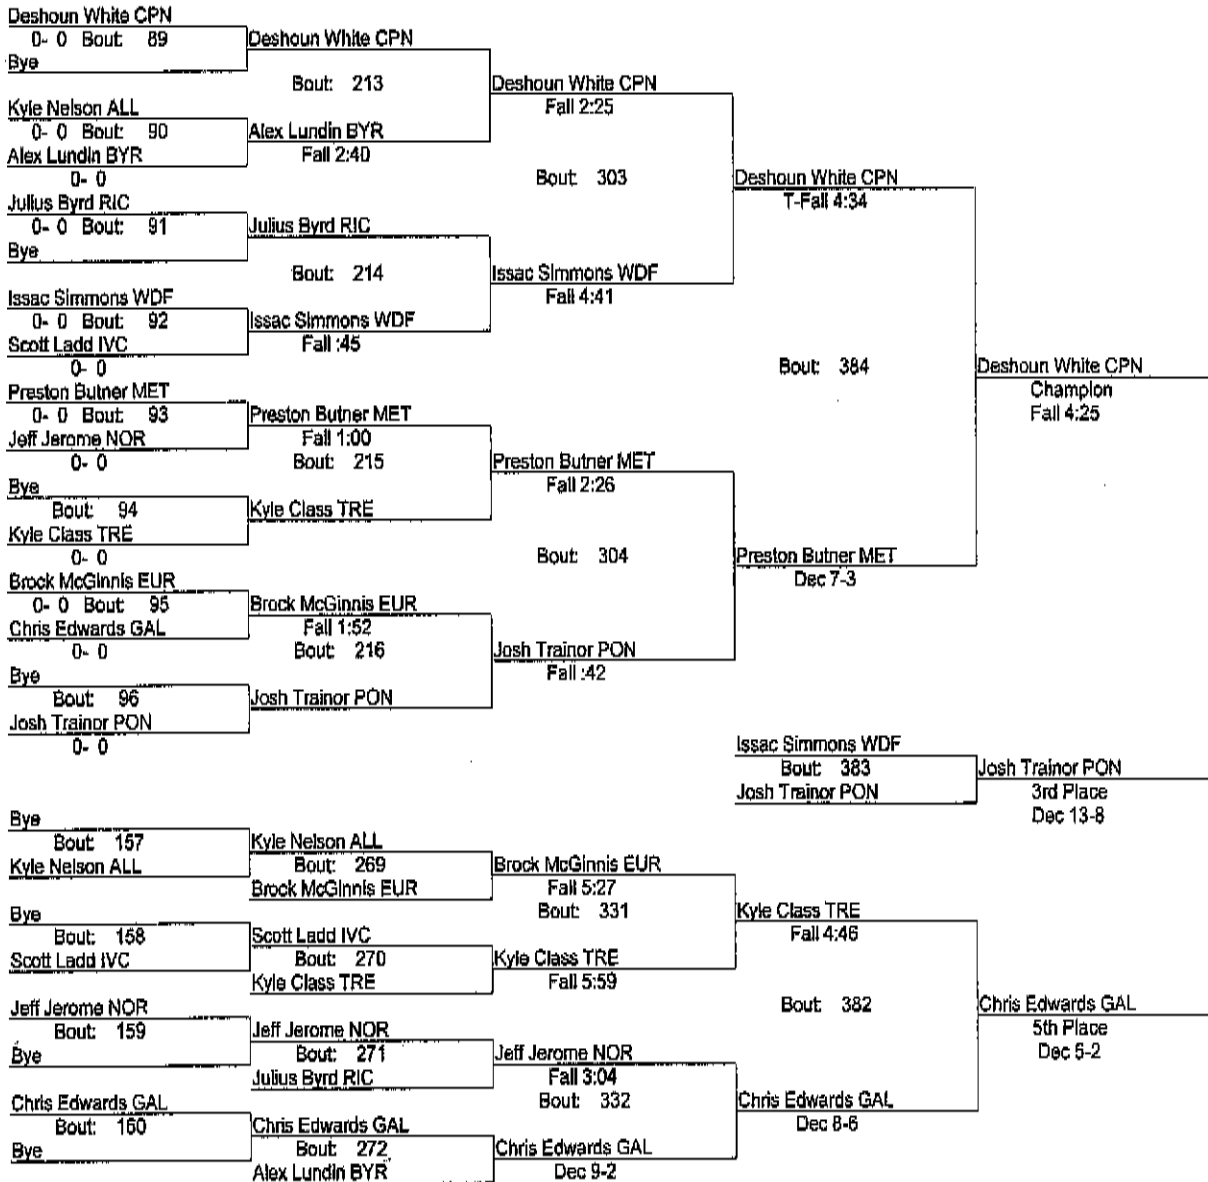 Deshoun White CPN
0- 0 Bout: 89
Bye
Deshoun White CPN
Bout: 213
Kyle Nelson ALL
0- 0 Bout: 90
Alex Lundin BYR
0- 0
Alex Lundin BYR
Fall 2:40
Deshoun White CPN
Fall 2:25
Bout: 303
Julius Byrd RIC
0- 0 Bout: 91
Bye
Julius Byrd RIC
Bout: 214
Issac Simmons WDF
0- 0 Bout: 92
Scott Ladd IVC
0- 0
Issac Simmons WDF
Fall :45
Issac Simmons WDF
Fall 4:41
Deshoun White CPN
T-Fall 4:34
Bout: 384
Deshoun White CPN
Champion
Fall 4:25
Preston Butner MET
0- 0 Bout: 93
Jeff Jerome NOR
0- 0
Preston Butner MET
Fall 1:00
Bout: 215
Bye
Bout: 94
Kyle Class TRE
0- 0
Kyle Class TRE
Preston Butner MET
Fall 2:26
Bout: 304
Brock McGinnis EUR
0- 0 Bout: 95
Chris Edwards GAL
0- 0
Brock McGinnis EUR
Fall 1:52
Bout: 216
Bye
Bout: 96
Josh Trainor PON
0- 0
Josh Trainor PON
Josh Trainor PON
Fall :42
Preston Butner MET
Dec 7-3
Issac Simmons WDF
Bout: 383
Josh Trainor PON
Josh Trainor PON
3rd Place
Dec 13-8
Bye
Bout: 157
Kyle Nelson ALL
Kyle Nelson ALL
Bout: 269
Brock McGinnis EUR
Brock McGinnis EUR
Fall 5:27
Bout: 331
Bye
Bout: 158
Scott Ladd IVC
Scott Ladd IVC
Bout: 270
Kyle Class TRE
Kyle Class TRE
Fall 5:59
Kyle Class TRE
Fall 4:46
Bout: 382
Jeff Jerome NOR
Bout: 159
Bye
Jeff Jerome NOR
Bout: 271
Julius Byrd RIC
Jeff Jerome NOR
Fall 3:04
Bout: 332
Chris Edwards GAL
Bout: 160
Bye
Chris Edwards GAL
Bout: 272
Alex Lundin BYR
Chris Edwards GAL
Dec 9-2
Chris Edwards GAL
Dec 8-6
Chris Edwards GAL
5th Place
Dec 5-2